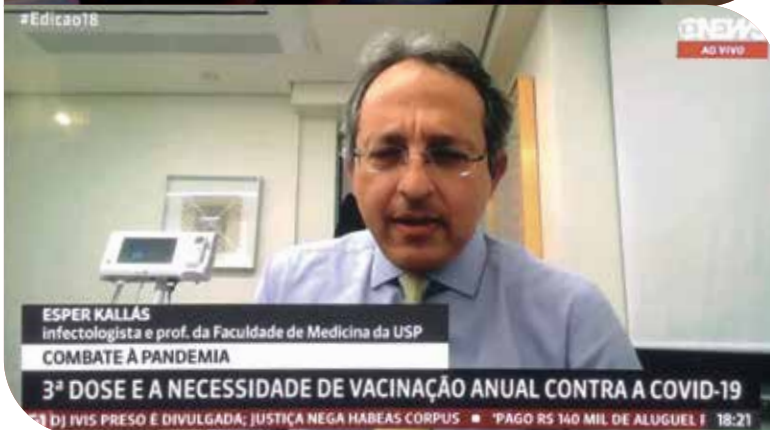 #Edicao18
GNEWS
AO VIVO
ESPER KALLÁS
infectologista e prof. da Faculdade de Medicina da USP
COMBATE À PANDEMIA
3ª DOSE E A NECESSIDADE DE VACINAÇÃO ANUAL CONTRA A COVID-19
G1 DJ IVIS PRESO É DIVULGADA; JUSTIÇA NEGA HABEAS CORPUS ■ "PAGO R$ 140 MIL DE ALUGUEL 18:21